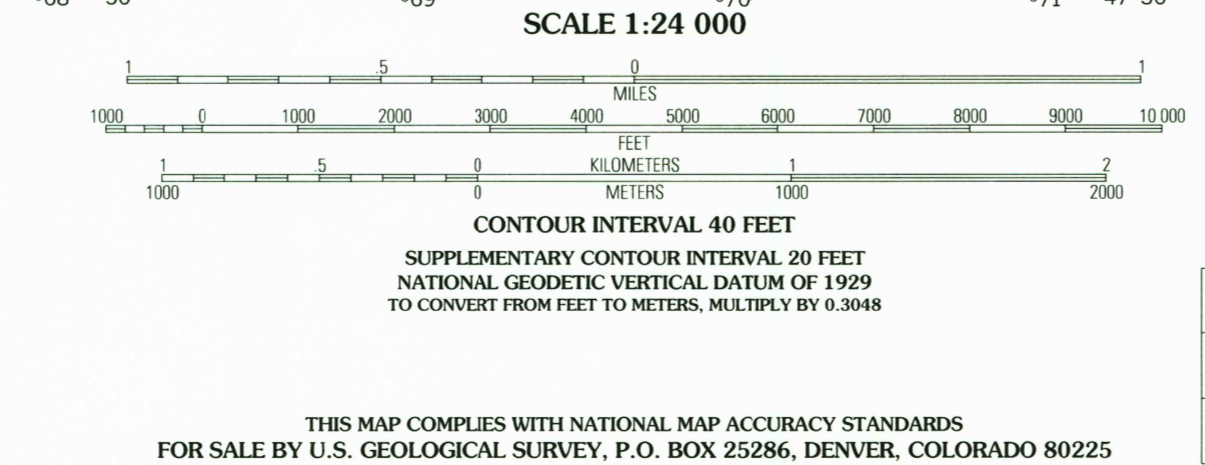 SCALE 1:24 000
1 .5 0 1
MILES
1000 0 1000 2000 3000 4000 5000 6000 7000 8000 9000 10 000
FEET
1 .5 0 KILOMETERS 1 2
1000 0 METERS 1000 2000
CONTOUR INTERVAL 40 FEET
SUPPLEMENTARY CONTOUR INTERVAL 20 FEET
NATIONAL GEODETIC VERTICAL DATUM OF 1929
TO CONVERT FROM FEET TO METERS, MULTIPLY BY 0.3048
THIS MAP COMPLIES WITH NATIONAL MAP ACCURACY STANDARDS
FOR SALE BY U.S. GEOLOGICAL SURVEY, P.O. BOX 25286, DENVER, COLORADO 80225